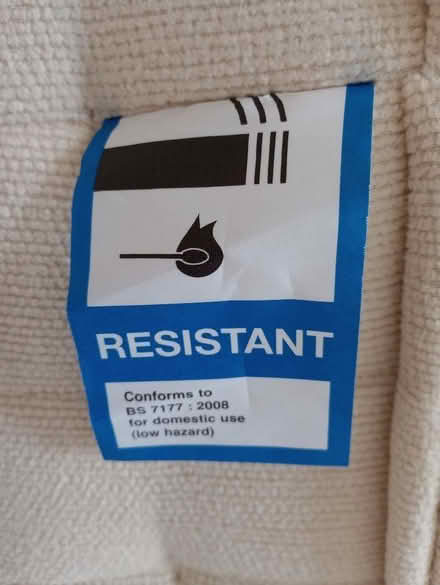 RESISTANT
Conforms to
BS 7177 : 2008
for domestic use
(low hazard)